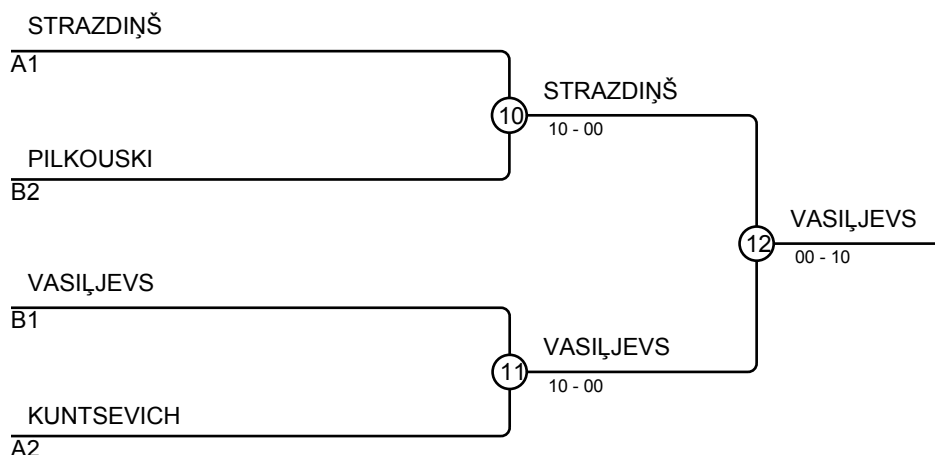 STRAZDIŅŠ
A1
10
STRAZDIŅŠ
10 - 00
PILKOUSKI
B2
12
VASIĻJEVS
00 - 10
VASIĻJEVS
B1
11
VASIĻJEVS
10 - 00
KUNTSEVICH
A2